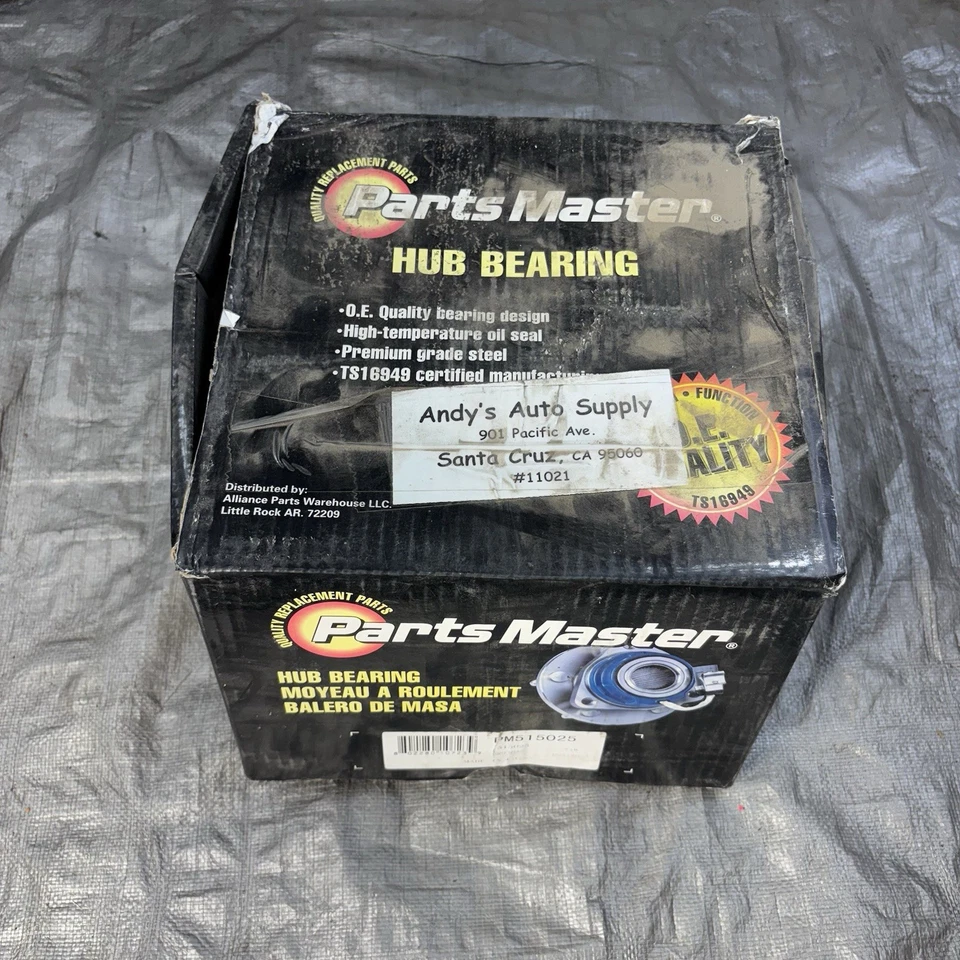 QUALITY REPLACEMENT PARTS
Parts Master®
HUB BEARING
•O.E. Quality bearing design
•High-temperature oil seal
•Premium grade steel
•TS16949 certified
Andy's Auto Supply
901 Pacific Ave.
Santa Cruz, CA 95060
#11021
• FUNCTION
O.E.
TS16949
Distributed by:
Alliance Parts Warehouse LLC.
Little Rock AR. 72209
QUALITY REPLACEMENT PARTS
Parts Master®
HUB BEARING
MOYEAU A ROULEMENT
BALERO DE MASA
PM515025